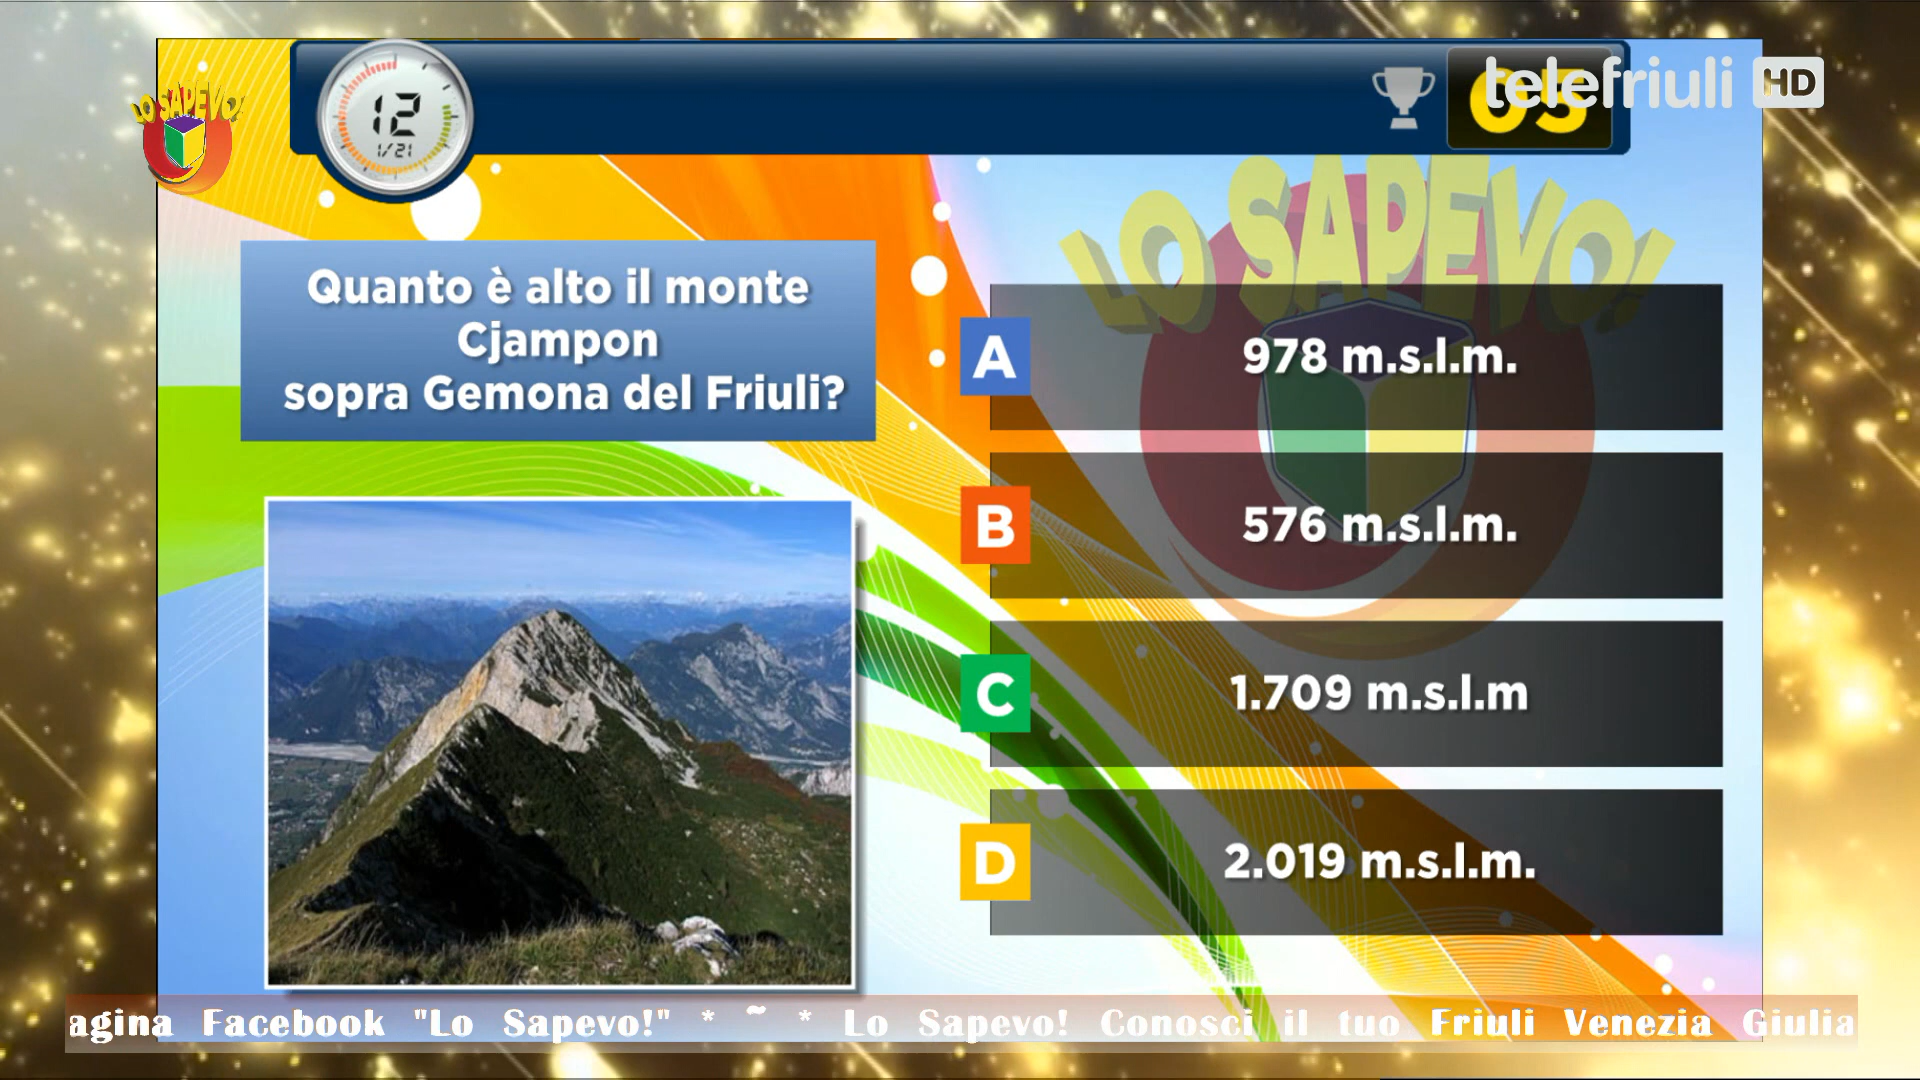 LO SAPEVO!
12
1/21
05
telefriuli HD
LO SAPEVO!
Quanto è alto il monte
Cjampon
sopra Gemona del Friuli?
A 978 m.s.l.m.
B 576 m.s.l.m.
C 1.709 m.s.l.m
D 2.019 m.s.l.m.
agina Facebook "Lo Sapevo!" * ~ * Lo Sapevo! Conosci il tuo Friuli Venezia Giulia